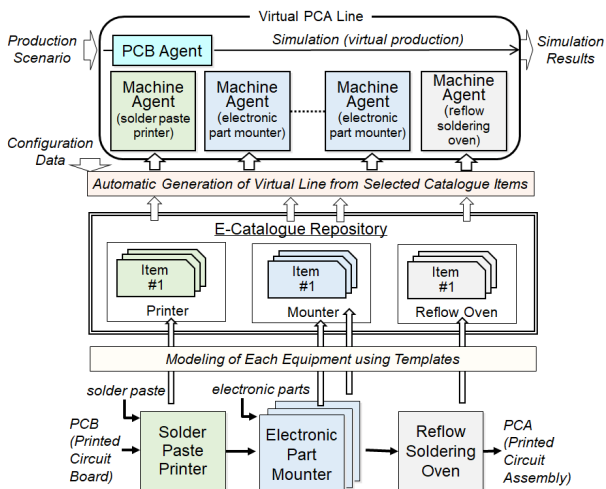 Virtual PCA Line
Production
Scenario
PCB Agent
Simulation (virtual production)
Simulation
Results
Machine
Agent
(solder paste
printer)
Machine
Agent
(electronic
part mounter)
Machine
Agent
(electronic
part mounter)
Machine
Agent
(reflow
soldering
oven)
Configuration
Data
Automatic Generation of Virtual Line from Selected Catalogue Items
E-Catalogue Repository
Item
#1
Printer
Item
#1
Mounter
Item
#1
Reflow Oven
Modeling of Each Equipment using Templates
solder paste
electronic parts
PCB
(Printed
Circuit
Board)
Solder
Paste
Printer
Electronic
Part
Mounter
Reflow
Soldering
Oven
PCA
(Printed
Circuit
Assembly)